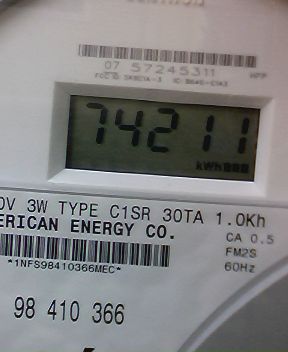 07 57245311
74211
kWh
0V 3W TYPE C1SR 30TA 1.0Kh
ERICAN ENERGY CO.
CA 0.5
FM2S
*1NFS98410366MEC*
60Hz
98 410 366